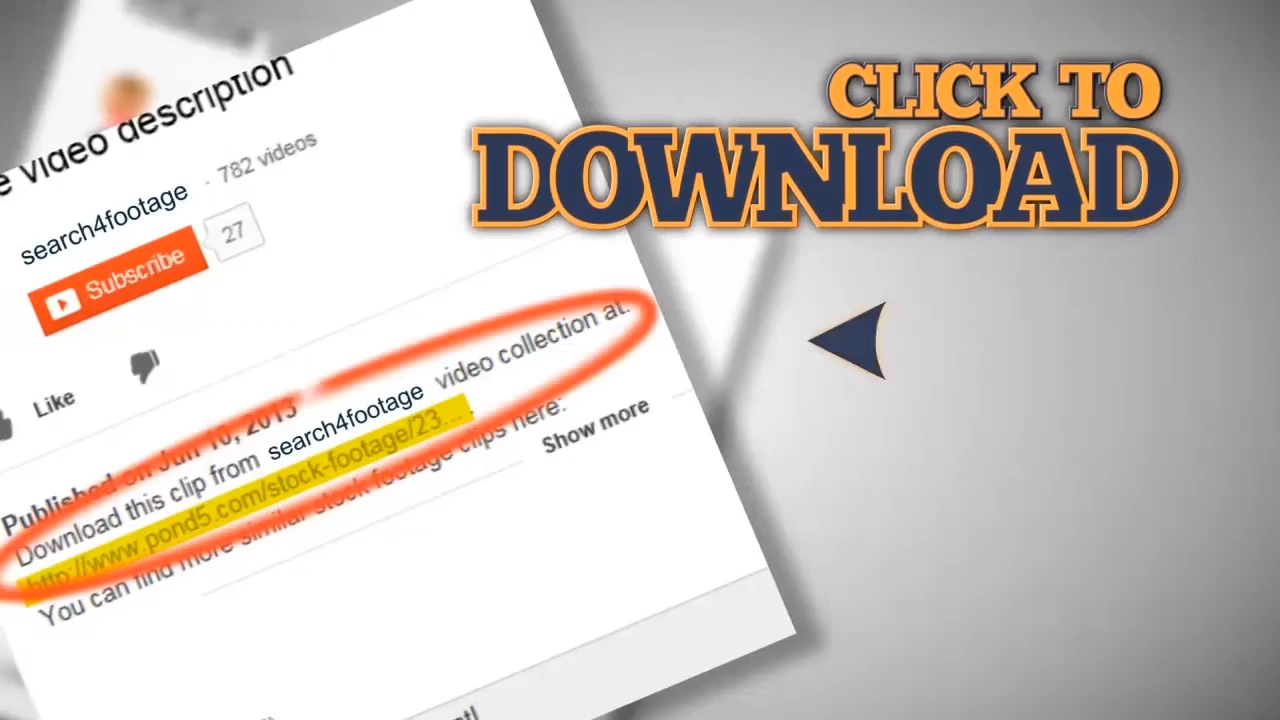 CLICK TO
DOWNLOAD
video description
search4footage · 782 videos
Subscribe 27
Like
Published on Jun 10, 2013
Download this clip from search4footage video collection at:
http://www.pond5.com/stock-footage/23...
You can find more similar stock footage clips here:
Show more